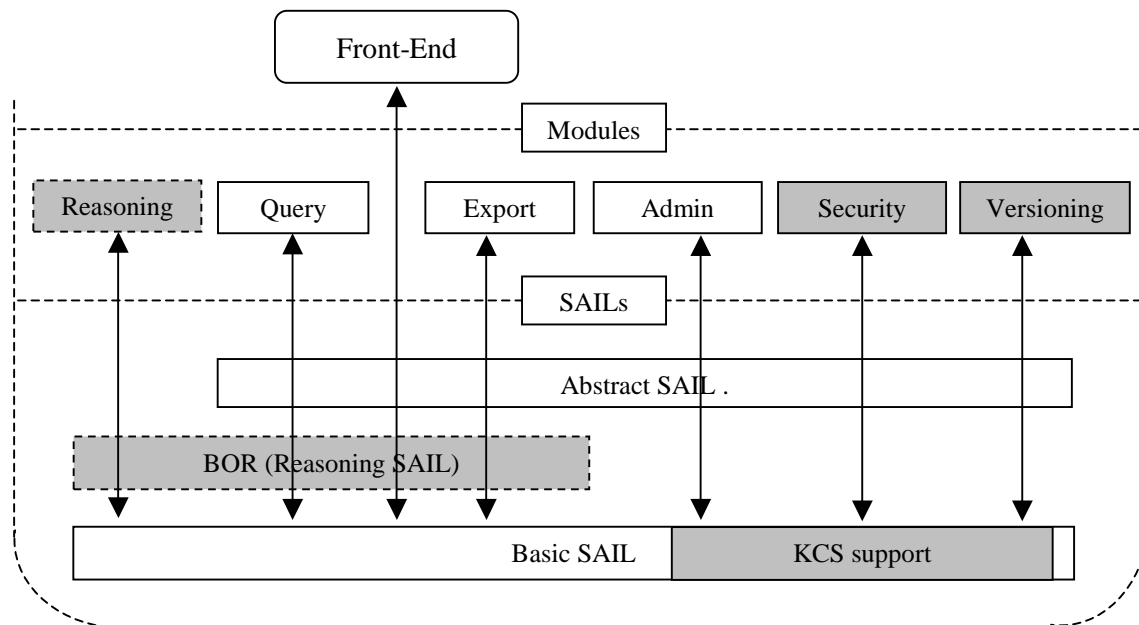 Front-End
Modules
Reasoning
Query
Export
Admin
Security
Versioning
SAILs
Abstract SAIL .
BOR (Reasoning SAIL)
Basic SAIL
KCS support